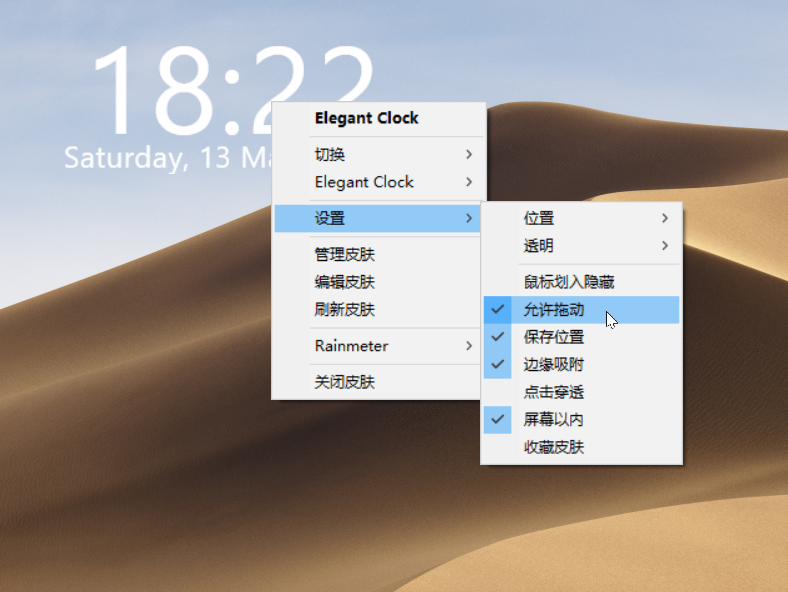 18:22
Saturday, 13 Ma
Elegant Clock
切换
Elegant Clock
设置
管理皮肤
编辑皮肤
刷新皮肤
Rainmeter
关闭皮肤
位置
透明
鼠标划入隐藏
允许拖动
保存位置
边缘吸附
点击穿透
屏幕以内
收藏皮肤